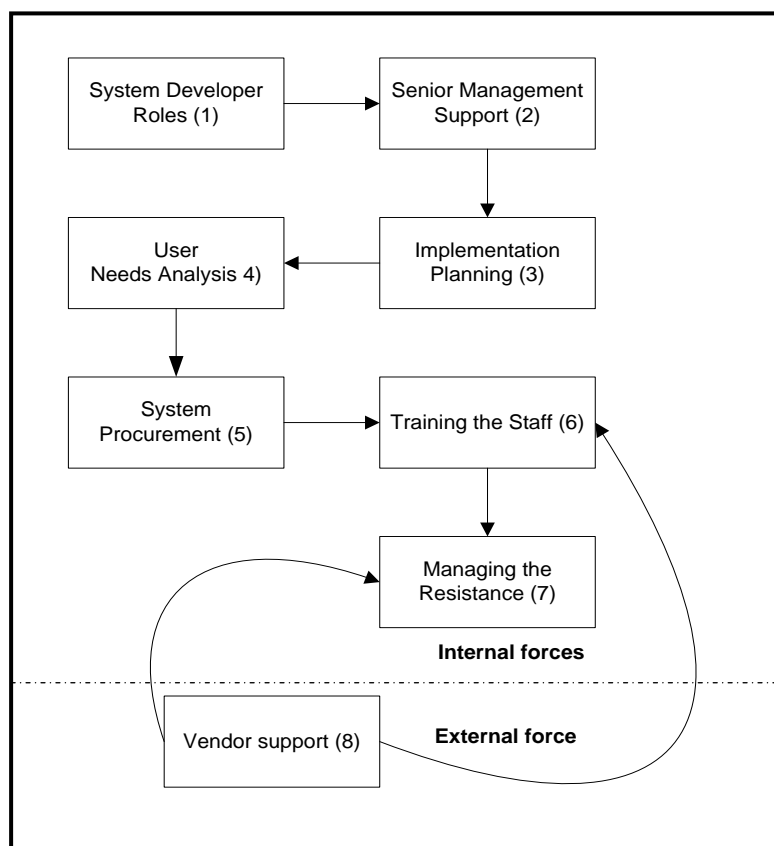 System Developer
Roles (1)
Senior Management
Support (2)
User
Needs Analysis 4)
Implementation
Planning (3)
System
Procurement (5)
Training the Staff (6)
Managing the
Resistance (7)
Internal forces
Vendor support (8)
External force